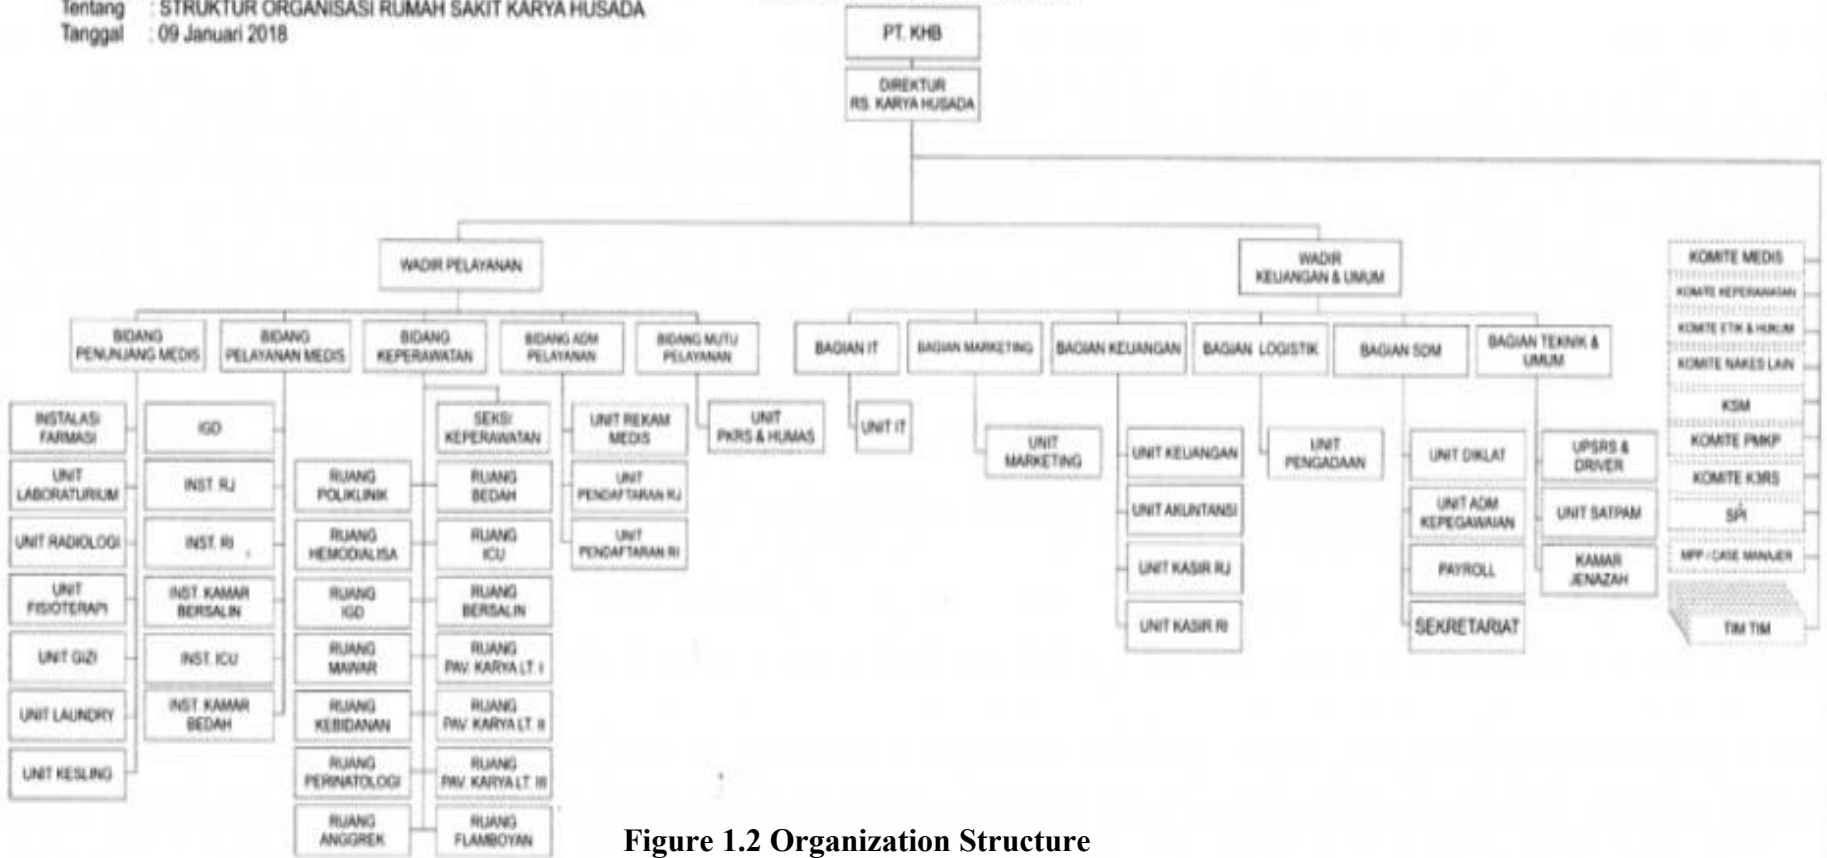 Tentang : STRUKTUR ORGANISASI RUMAH SAKIT KARYA HUSADA
Tanggal : 09 Januari 2018
PT. KHB
DIREKTUR
RS. KARYA HUSADA
WADIR PELAYANAN
WADIR
KEUANGAN & UMUM
BIDANG
PENUNJANG MEDIS
BIDANG
PELAYANAN MEDIS
BIDANG
KEPERAWATAN
BIDANG ADM
PELAYANAN
BIDANG MUTU
PELAYANAN
BAGIAN IT
BAGIAN MARKETING
BAGIAN KEUANGAN
BAGIAN LOGISTIK
BAGIAN SDM
BAGIAN TEKNIK &
UMUM
INSTALASI
FARMASI
UNIT
LABORATURIUM
UNIT RADIOLOGI
UNIT
FISIOTERAPI
UNIT GIZI
UNIT LAUNDRY
UNIT KESLING
IGD
INST. RJ
INST. RI
INST. KAMAR
BERSALIN
INST. ICU
INST. KAMAR
BEDAH
SEKSI
KEPERAWATAN
RUANG
POLIKLINIK
RUANG
HEMODIALISA
RUANG
IGD
RUANG
MAWAR
RUANG
KEBIDANAN
RUANG
PERINATOLOGI
RUANG
ANGGREK
RUANG
BEDAH
RUANG
ICU
RUANG
BERSALIN
RUANG
PAV. KARYA LT. I
RUANG
PAV. KARYA LT. II
RUANG
PAV. KARYA LT. III
RUANG
FLAMBOYAN
UNIT REKAM
MEDIS
UNIT
PENDAFTARAN RJ
UNIT
PENDAFTARAN RI
UNIT
PKRS & HUMAS
UNIT IT
UNIT
MARKETING
UNIT KEUANGAN
UNIT AKUNTANSI
UNIT KASIR RJ
UNIT KASIR RI
UNIT
PENGADAAN
UNIT DIKLAT
UNIT ADM
KEPEGAWAIAN
PAYROLL
SEKRETARIAT
UPSRS &
DRIVER
UNIT SATPAM
KAMAR
JENAZAH
KOMITE MEDIS
KOMITE KEPERAWATAN
KOMITE ETIK & HUKUM
KOMITE NAKES LAIN
KSM
KOMITE PMKP
KOMITE K3RS
SPI
MPP / CASE MANAJER
TIM TIM
Figure 1.2 Organization Structure